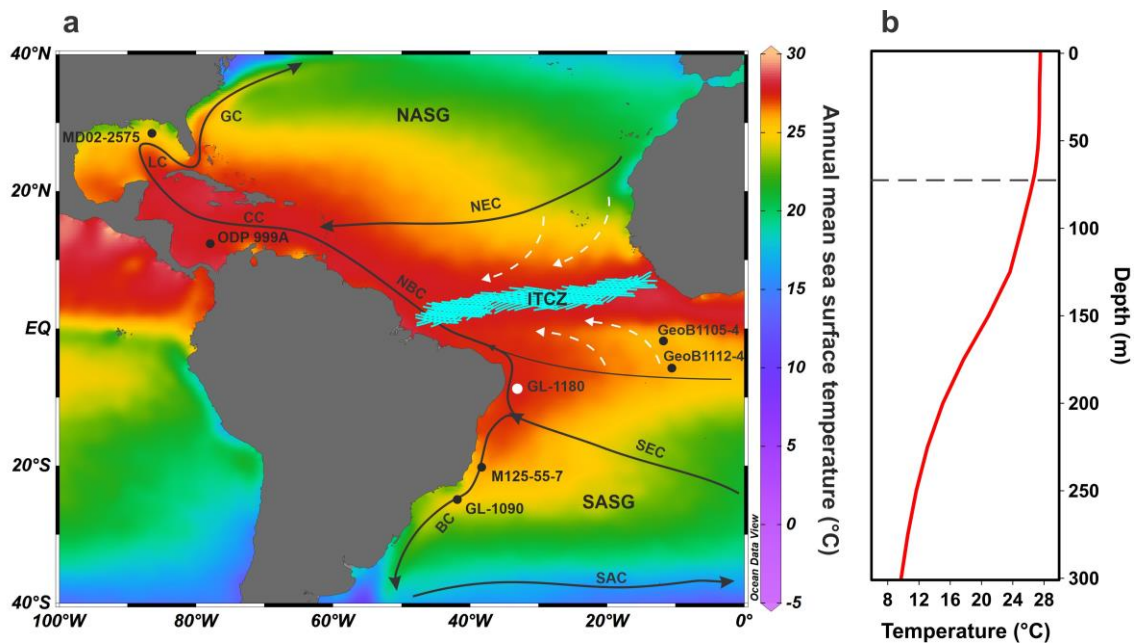 a
40°N
20°N
EQ
20°S
40°S
100°W
80°W
60°W
40°W
20°W
0°
GC
NASG
MD02-2575
LC
NEC
CC
ODP 999A
NBC
ITCZ
GeoB1105-4
GeoB1112-4
GL-1180
SEC
M125-55-7
SASG
GL-1090
BC
SAC
Ocean Data View
30
25
20
15
10
5
0
-5
Annual mean sea surface temperature (°C)
b
0
50
100
150
200
250
300
Depth (m)
8 12 16 20 24 28
Temperature (°C)